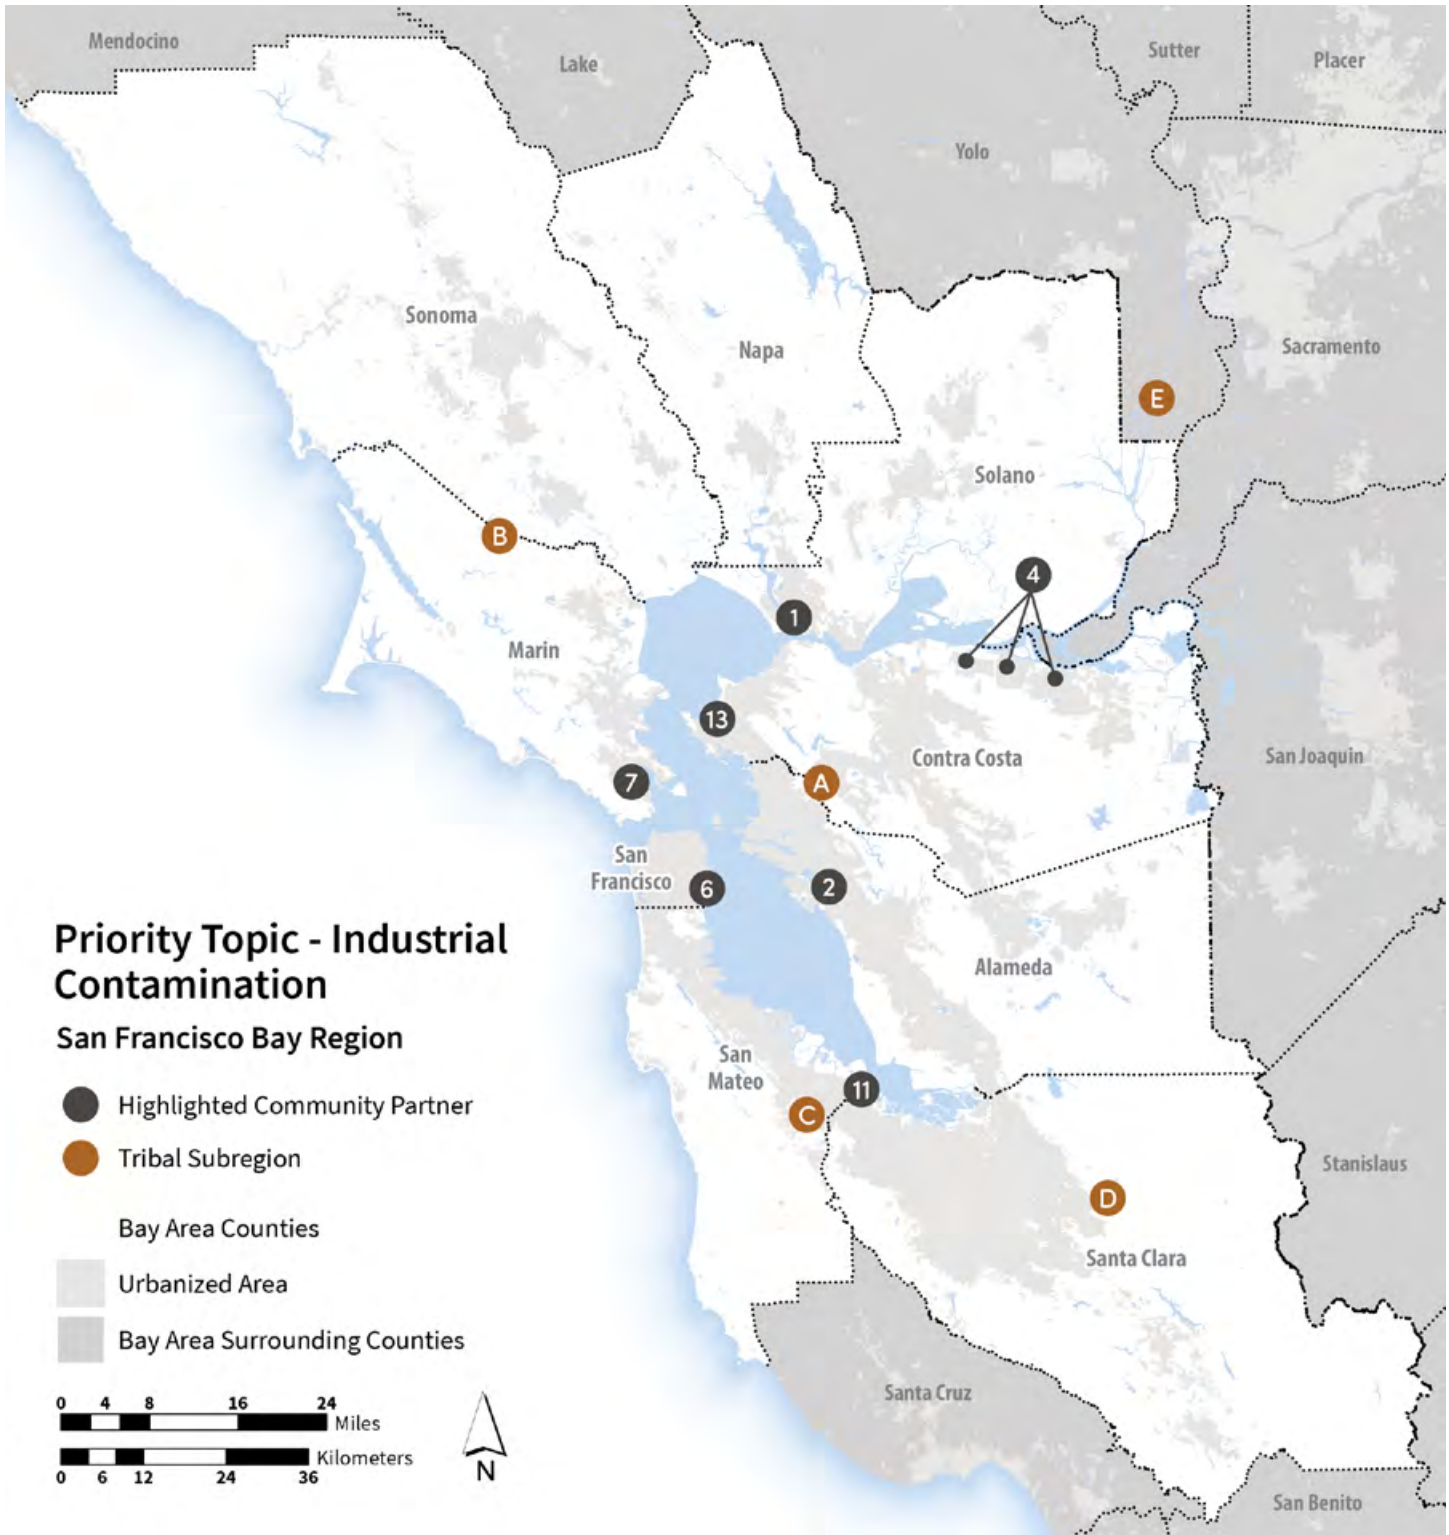 Mendocino
Lake
Sutter
Placer
Yolo
Sonoma
Napa
Sacramento
E
Solano
B
4
1
Marin
13
Contra Costa
San Joaquin
7
A
San
Francisco
6
2
Alameda
San
Mateo
11
C
Stanislaus
D
Santa Clara
Santa Cruz
San Benito
Priority Topic - Industrial
Contamination
San Francisco Bay Region
Highlighted Community Partner
Tribal Subregion
Bay Area Counties
Urbanized Area
Bay Area Surrounding Counties
0 4 8 16 24
Miles
Kilometers
0 6 12 24 36
N